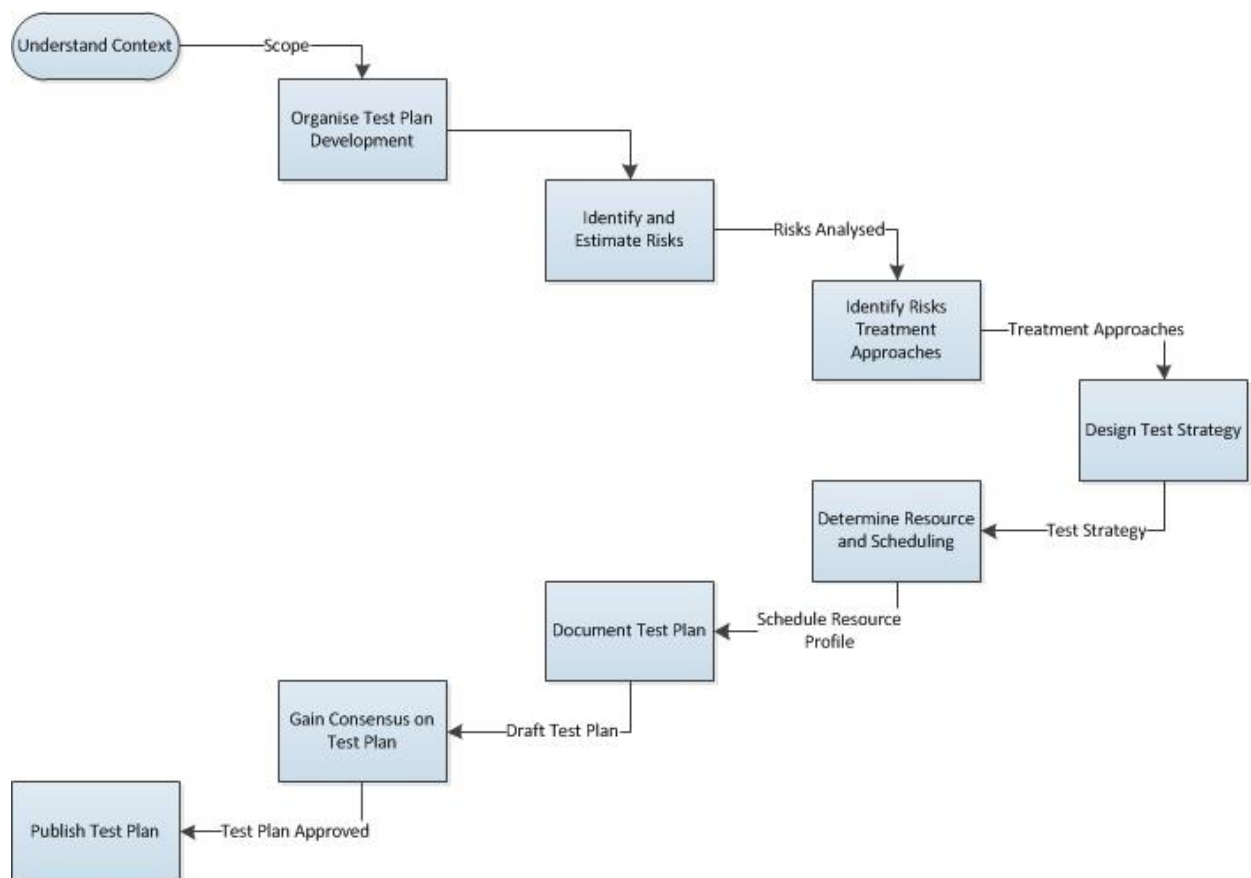 Understand Context
Scope
Organise Test Plan
Development
Identify and
Estimate Risks
Risks Analysed
Identify Risks
Treatment
Approaches
Treatment Approaches
Design Test Strategy
Test Strategy
Determine Resource
and Scheduling
Schedule Resource
Profile
Document Test Plan
Draft Test Plan
Gain Consensus on
Test Plan
Test Plan Approved
Publish Test Plan